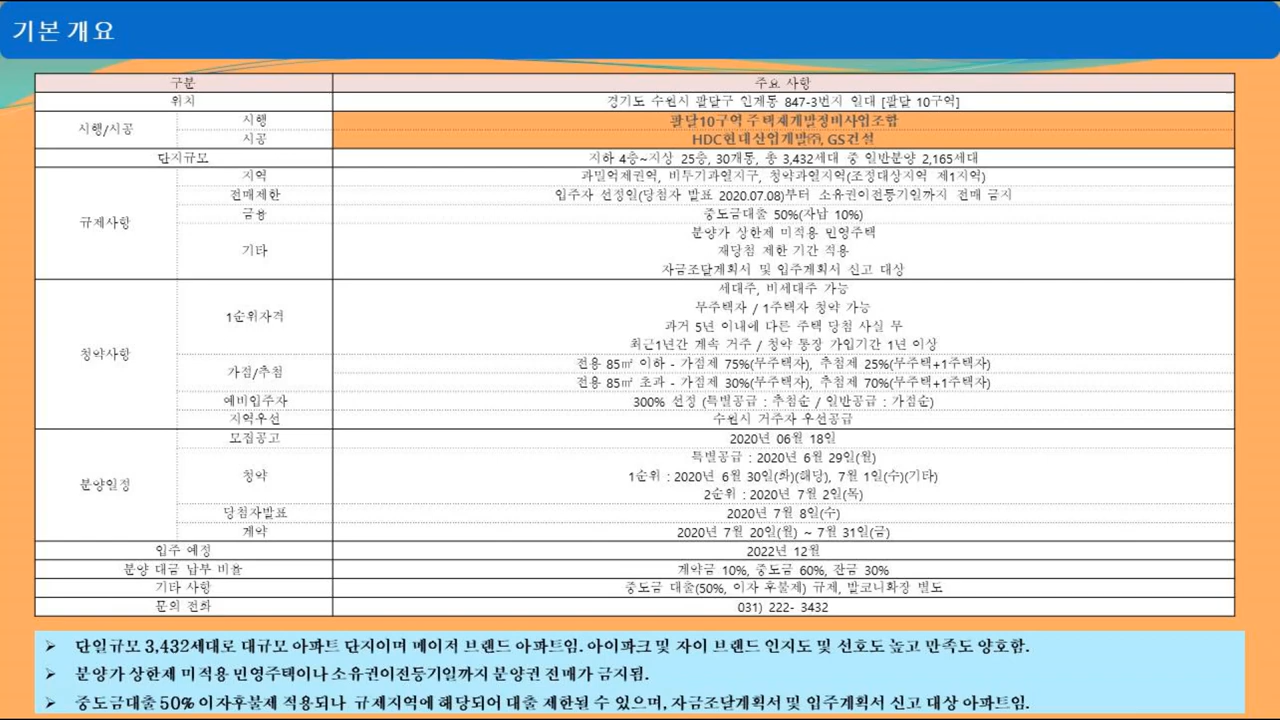 기본 개요
구분 주요 사항
위치 경기도 수원시 팔달구 인계동 847-3번지 일대 [팔달 10구역]
시행/시공 시행 팔달10구역 주택재개발정비사업조합
시공 HDC현대산업개발㈜, GS건설
단지규모 지하 4층~지상 25층, 30개동, 총 3,432세대 중 일반분양 2,165세대
규제사항 지역 과밀억제권역, 비투기과열지구, 청약과열지역(조정대상지역 제1지역)
전매제한 입주자 선정일(당첨자 발표 2020.07.08)부터 소유권이전등기일까지 전매 금지
금융 중도금대출 50%(자납 10%)
기타 분양가 상한제 미적용 민영주택
재당첨 제한 기간 적용
자금조달계획서 및 입주계획서 신고 대상
청약사항 1순위자격 세대주, 비세대주 가능
무주택자 / 1주택자 청약 가능
과거 5년 이내에 다른 주택 당첨 사실 무
최근1년간 계속 거주 / 청약 통장 가입기간 1년 이상
가점/추첨 전용 85㎡ 이하 - 가점제 75%(무주택자), 추첨제 25%(무주택+1주택자)
전용 85㎡ 초과 - 가점제 30%(무주택자), 추첨제 70%(무주택+1주택자)
예비입주자 300% 선정 (특별공급 : 추첨순 / 일반공급 : 가점순)
지역우선 수원시 거주자 우선공급
분양일정 모집공고 2020년 06월 18일
청약 특별공급 : 2020년 6월 29일(월)
1순위 : 2020년 6월 30일(화)(해당), 7월 1일(수)(기타)
2순위 : 2020년 7월 2일(목)
당첨자발표 2020년 7월 8일(수)
계약 2020년 7월 20일(월) ~ 7월 31일(금)
입주 예정 2022년 12월
분양 대금 납부 비율 계약금 10%, 중도금 60%, 잔금 30%
기타 사항 중도금 대출(50%, 이자 후불제) 규제, 발코니확장 별도
문의 전화 031) 222- 3432
➢ 단일규모 3,432세대로 대규모 아파트 단지이며 메이저 브랜드 아파트임. 아이파크 및 자이 브랜드 인지도 및 선호도 높고 만족도 양호함.
➢ 분양가 상한제 미적용 민영주택이나 소유권이전등기일까지 분양권 전매가 금지됨.
➢ 중도금대출 50% 이자후불제 적용되나 규제지역에 해당되어 대출 제한될 수 있으며, 자금조달계획서 및 입주계획서 신고 대상 아파트임.